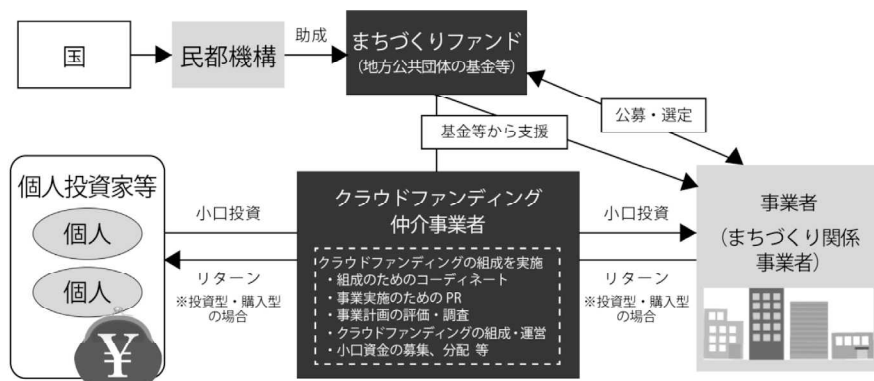 国
民都機構
助成
まちづくりファンド
(地方公共団体の基金等)
公募・選定
基金等から支援
個人投資家等
個人
個人
¥
小口投資
リターン
※投資型・購入型
の場合
クラウドファンディング
仲介事業者
クラウドファンディングの組成を実施
・組成のためのコーディネート
・事業実施のための PR
・事業計画の評価・調査
・クラウドファンディングの組成・運営
・小口資金の募集、分配 等
小口投資
リターン
※投資型・購入型
の場合
事業者
(まちづくり関係
事業者)